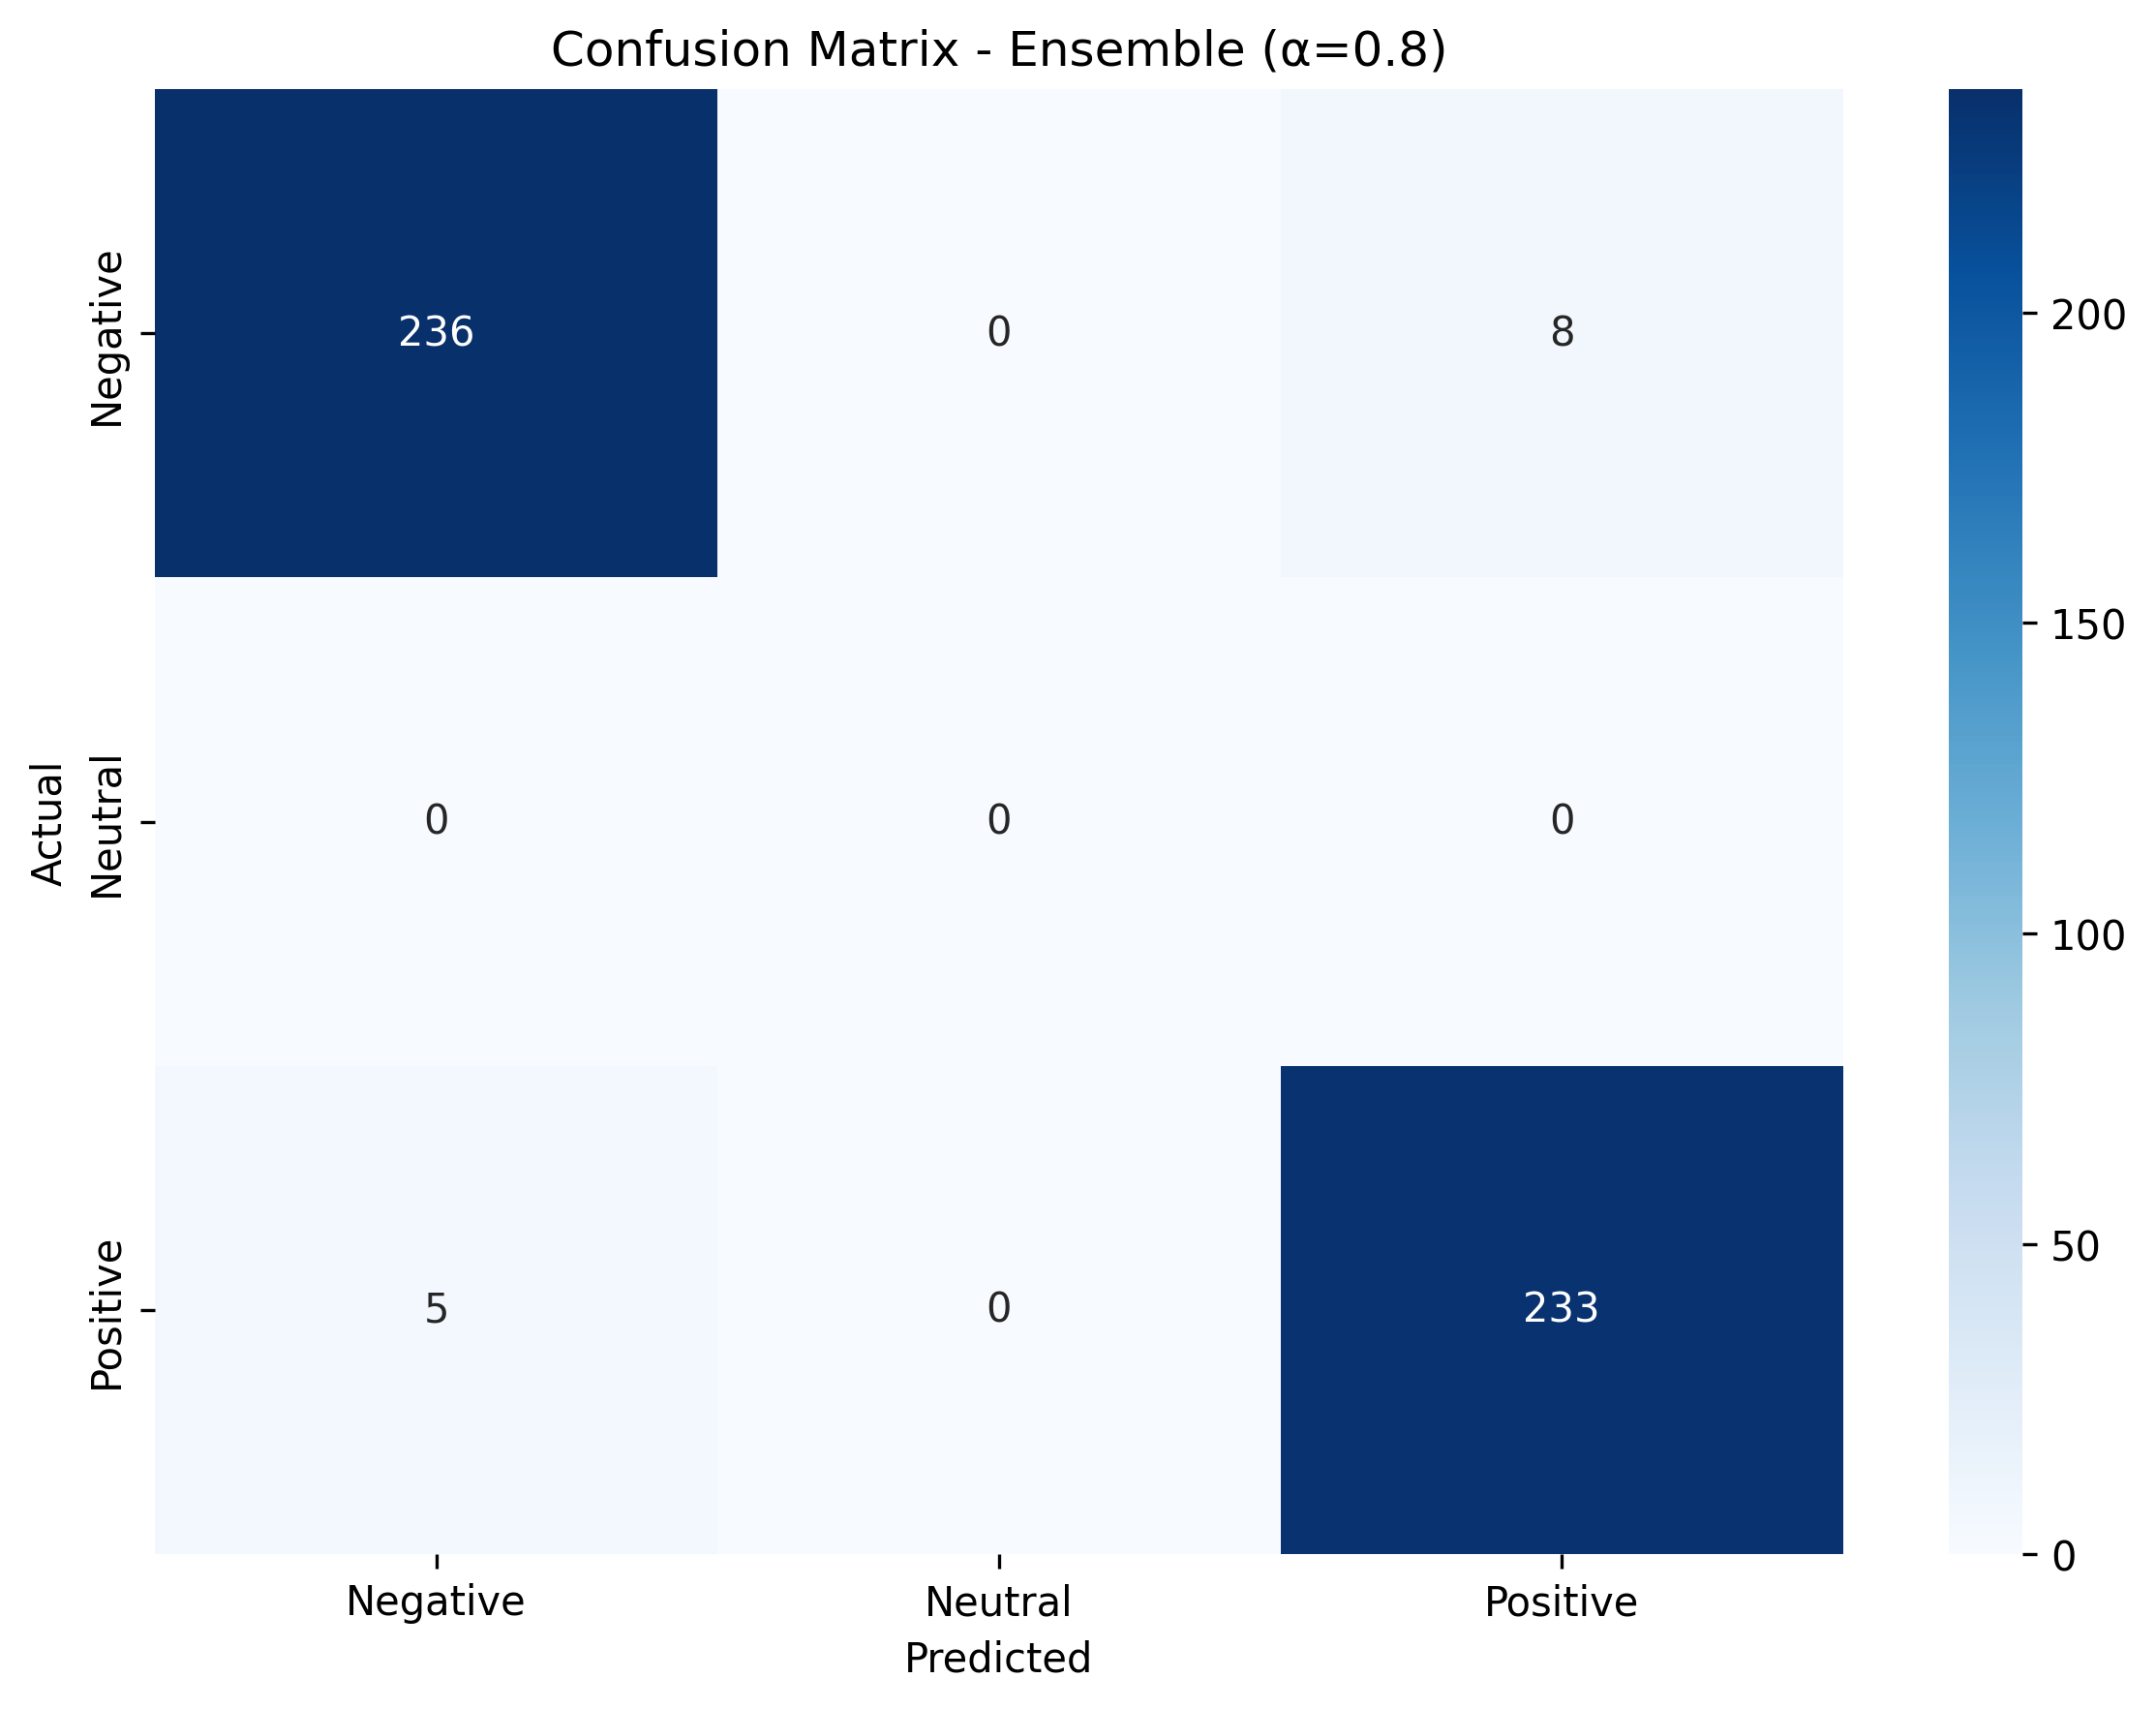 Confusion Matrix - Ensemble (α=0.8)
Actual
Negative
236
0
8
Neutral
0
0
0
Positive
5
0
233
Negative
Neutral
Positive
Predicted
200
150
100
50
0